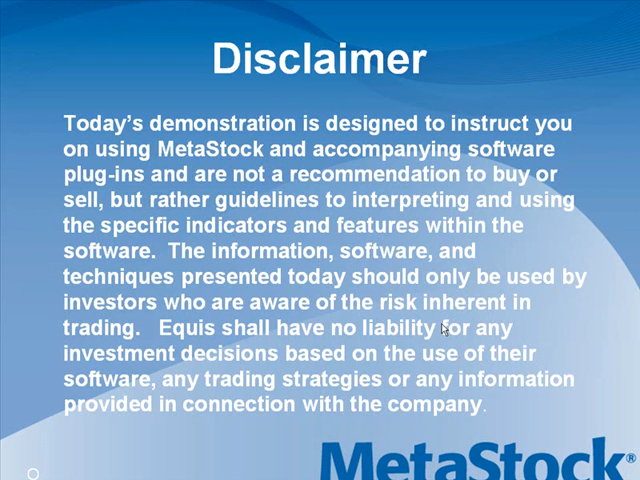 Disclaimer
Today’s demonstration is designed to instruct you
on using MetaStock and accompanying software
plug-ins and are not a recommendation to buy or
sell, but rather guidelines to interpreting and using
the specific indicators and features within the
software.  The information, software, and
techniques presented today should only be used by
investors who are aware of the risk inherent in
trading.   Equis shall have no liability for any
investment decisions based on the use of their
software, any trading strategies or any information
provided in connection with the company.
MetaStock®